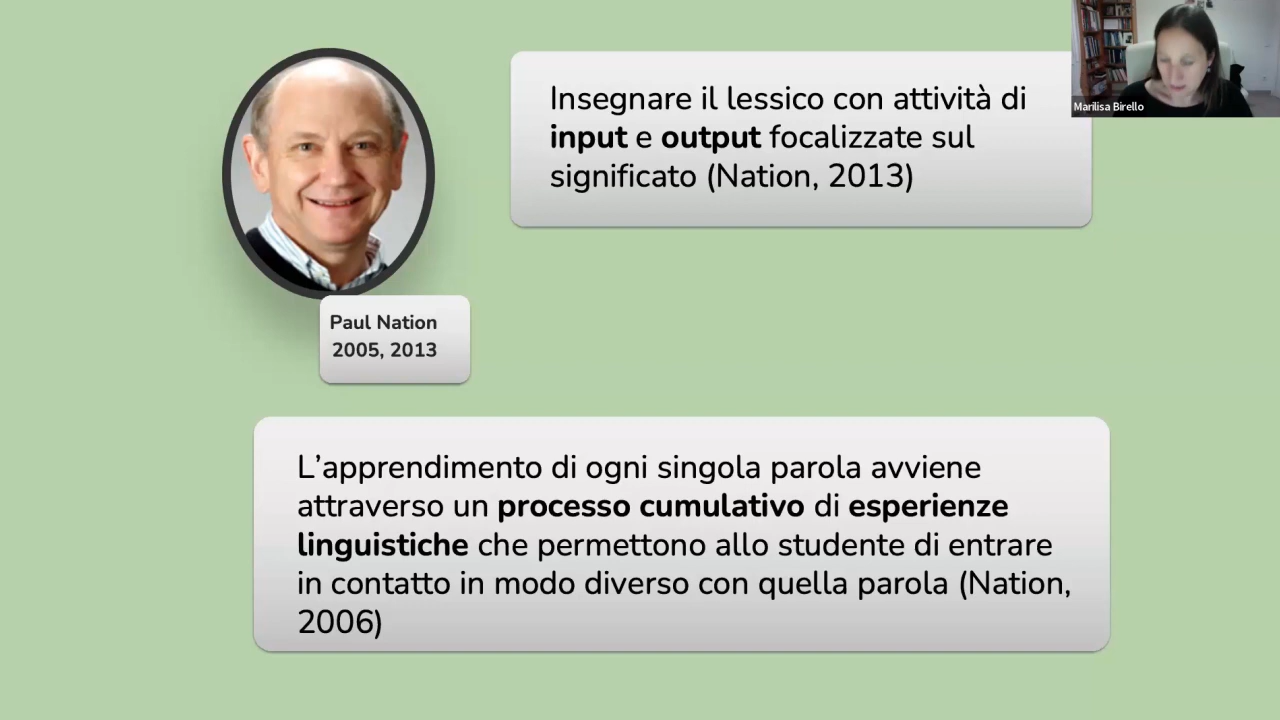 Insegnare il lessico con attività di
input e output focalizzate sul
significato (Nation, 2013)
Marilisa Birello
Paul Nation
2005, 2013
L’apprendimento di ogni singola parola avviene
attraverso un processo cumulativo di esperienze
linguistiche che permettono allo studente di entrare
in contatto in modo diverso con quella parola (Nation,
2006)